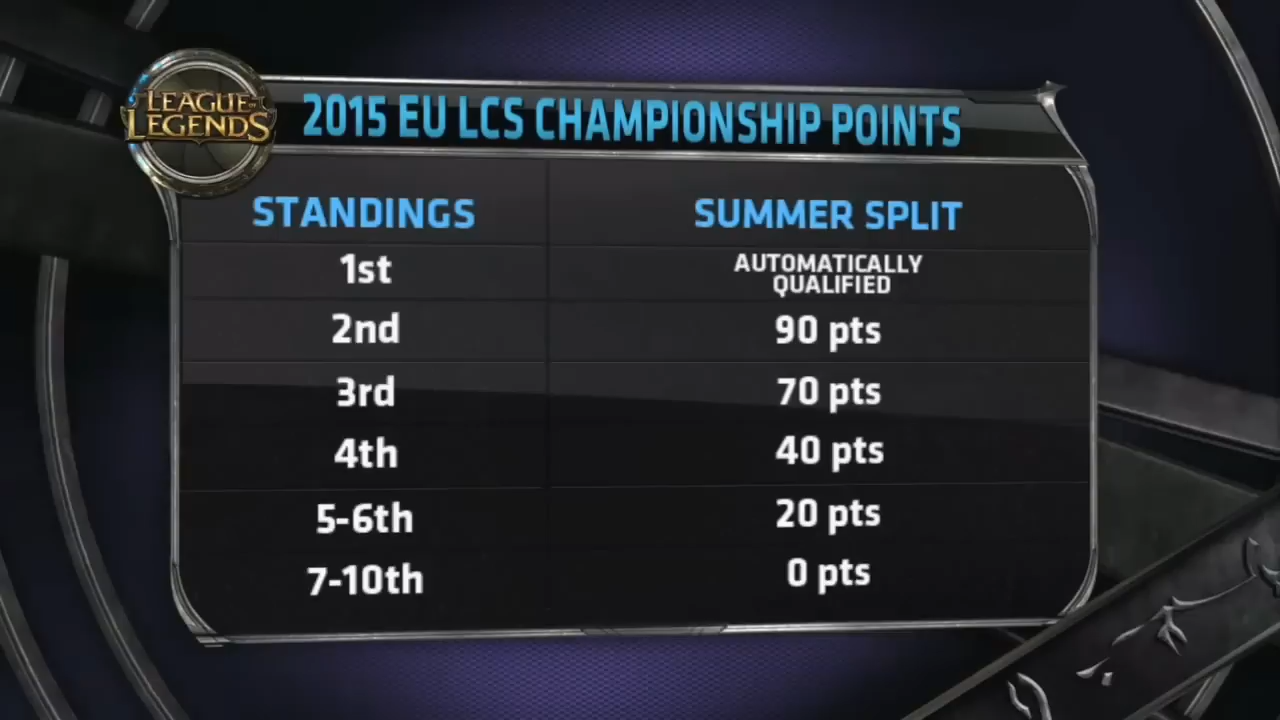 LEAGUE OF
LEGENDS
2015 EU LCS CHAMPIONSHIP POINTS
STANDINGS SUMMER SPLIT
1st AUTOMATICALLY
QUALIFIED
2nd 90 pts
3rd 70 pts
4th 40 pts
5-6th 20 pts
7-10th 0 pts